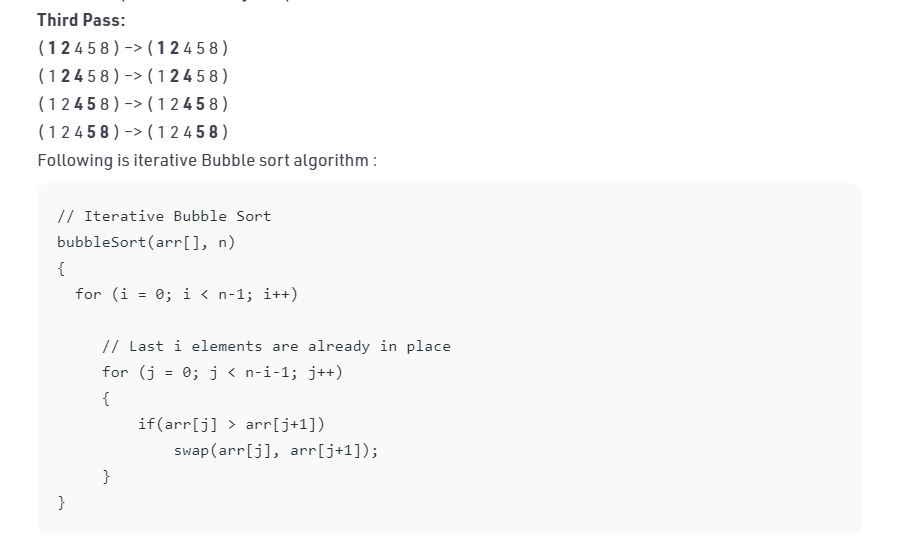 Third Pass:
( 1 2 4 5 8 ) –> ( 1 2 4 5 8 )
( 1 2 4 5 8 ) –> ( 1 2 4 5 8 )
( 1 2 4 5 8 ) –> ( 1 2 4 5 8 )
( 1 2 4 5 8 ) –> ( 1 2 4 5 8 )
Following is iterative Bubble sort algorithm :
// Iterative Bubble Sort
bubbleSort(arr[], n)
{
  for (i = 0; i < n-1; i++)
     // Last i elements are already in place
     for (j = 0; j < n-i-1; j++)
     {
         if(arr[j] > arr[j+1])
             swap(arr[j], arr[j+1]);
     }
}